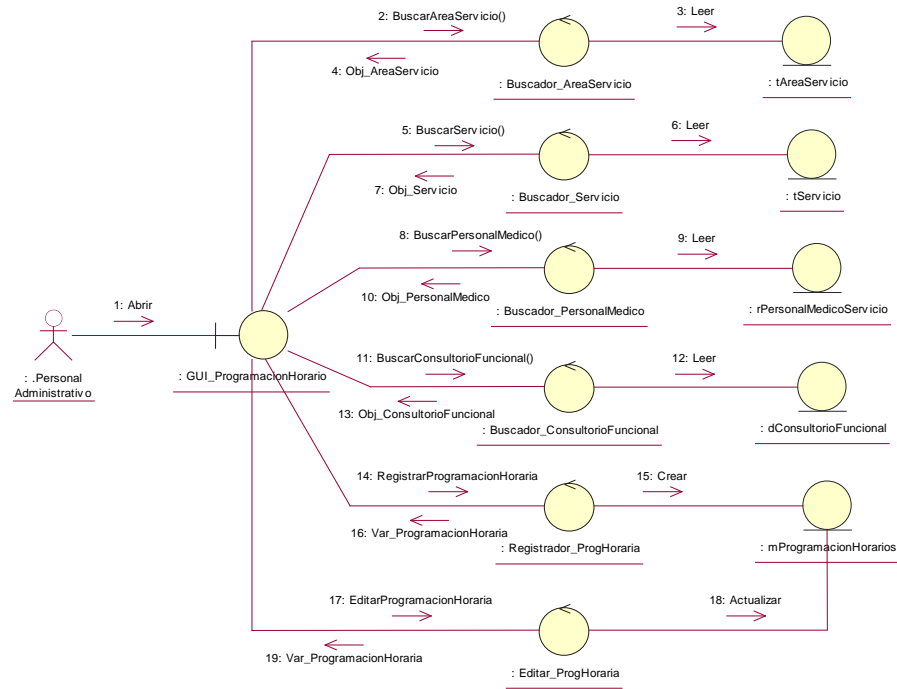 2: BuscarAreaServicio()
3: Leer
4: Obj_AreaServicio
: Buscador_AreaServicio
: tAreaServicio
5: BuscarServicio()
6: Leer
7: Obj_Servicio
: Buscador_Servicio
: tServicio
8: BuscarPersonalMedico()
9: Leer
10: Obj_PersonalMedico
: Buscador_PersonalMedico
: rPersonalMedicoServicio
1: Abrir
: .Personal
Administrativo
: GUI_ProgramacionHorario
11: BuscarConsultorioFuncional()
12: Leer
13: Obj_ConsultorioFuncional
: Buscador_ConsultorioFuncional
: dConsultorioFuncional
14: RegistrarProgramacionHoraria
15: Crear
16: Var_ProgramacionHoraria
: Registrador_ProgHoraria
: mProgramacionHorarios
17: EditarProgramacionHoraria
18: Actualizar
19: Var_ProgramacionHoraria
: Editar_ProgHoraria